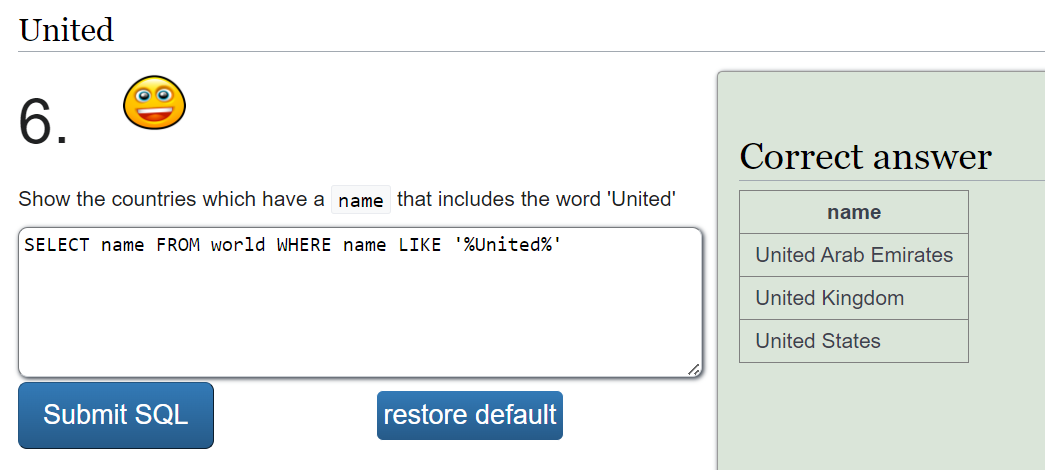 United
6.
Show the countries which have a name that includes the word 'United'
SELECT name FROM world WHERE name LIKE '%United%'
Submit SQL
restore default
Correct answer
name
United Arab Emirates
United Kingdom
United States